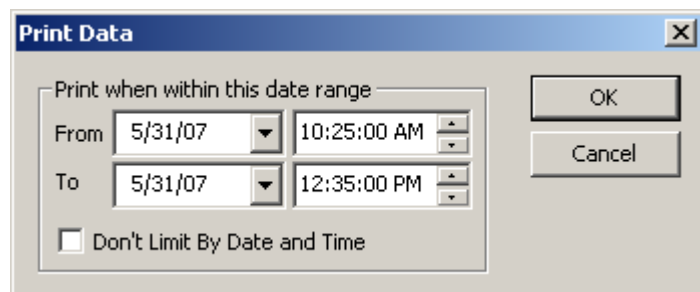 Print Data
Print when within this date range
From 5/31/07 10:25:00 AM
To 5/31/07 12:35:00 PM
Don't Limit By Date and Time
OK
Cancel